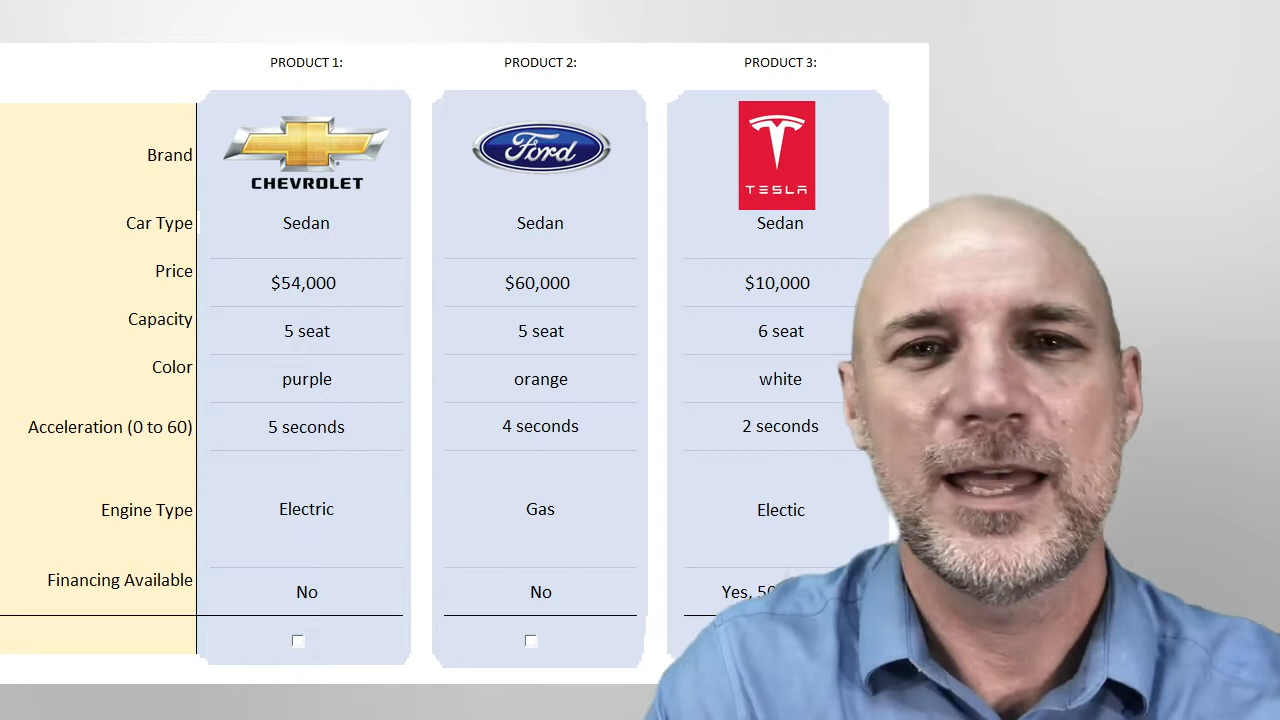 PRODUCT 1: PRODUCT 2: PRODUCT 3:
Brand CHEVROLET Ford TESLA
Car Type Sedan Sedan Sedan
Price $54,000 $60,000 $10,000
Capacity 5 seat 5 seat 6 seat
Color purple orange white
Acceleration (0 to 60) 5 seconds 4 seconds 2 seconds
Engine Type Electric Gas Electic
Financing Available No No Yes,